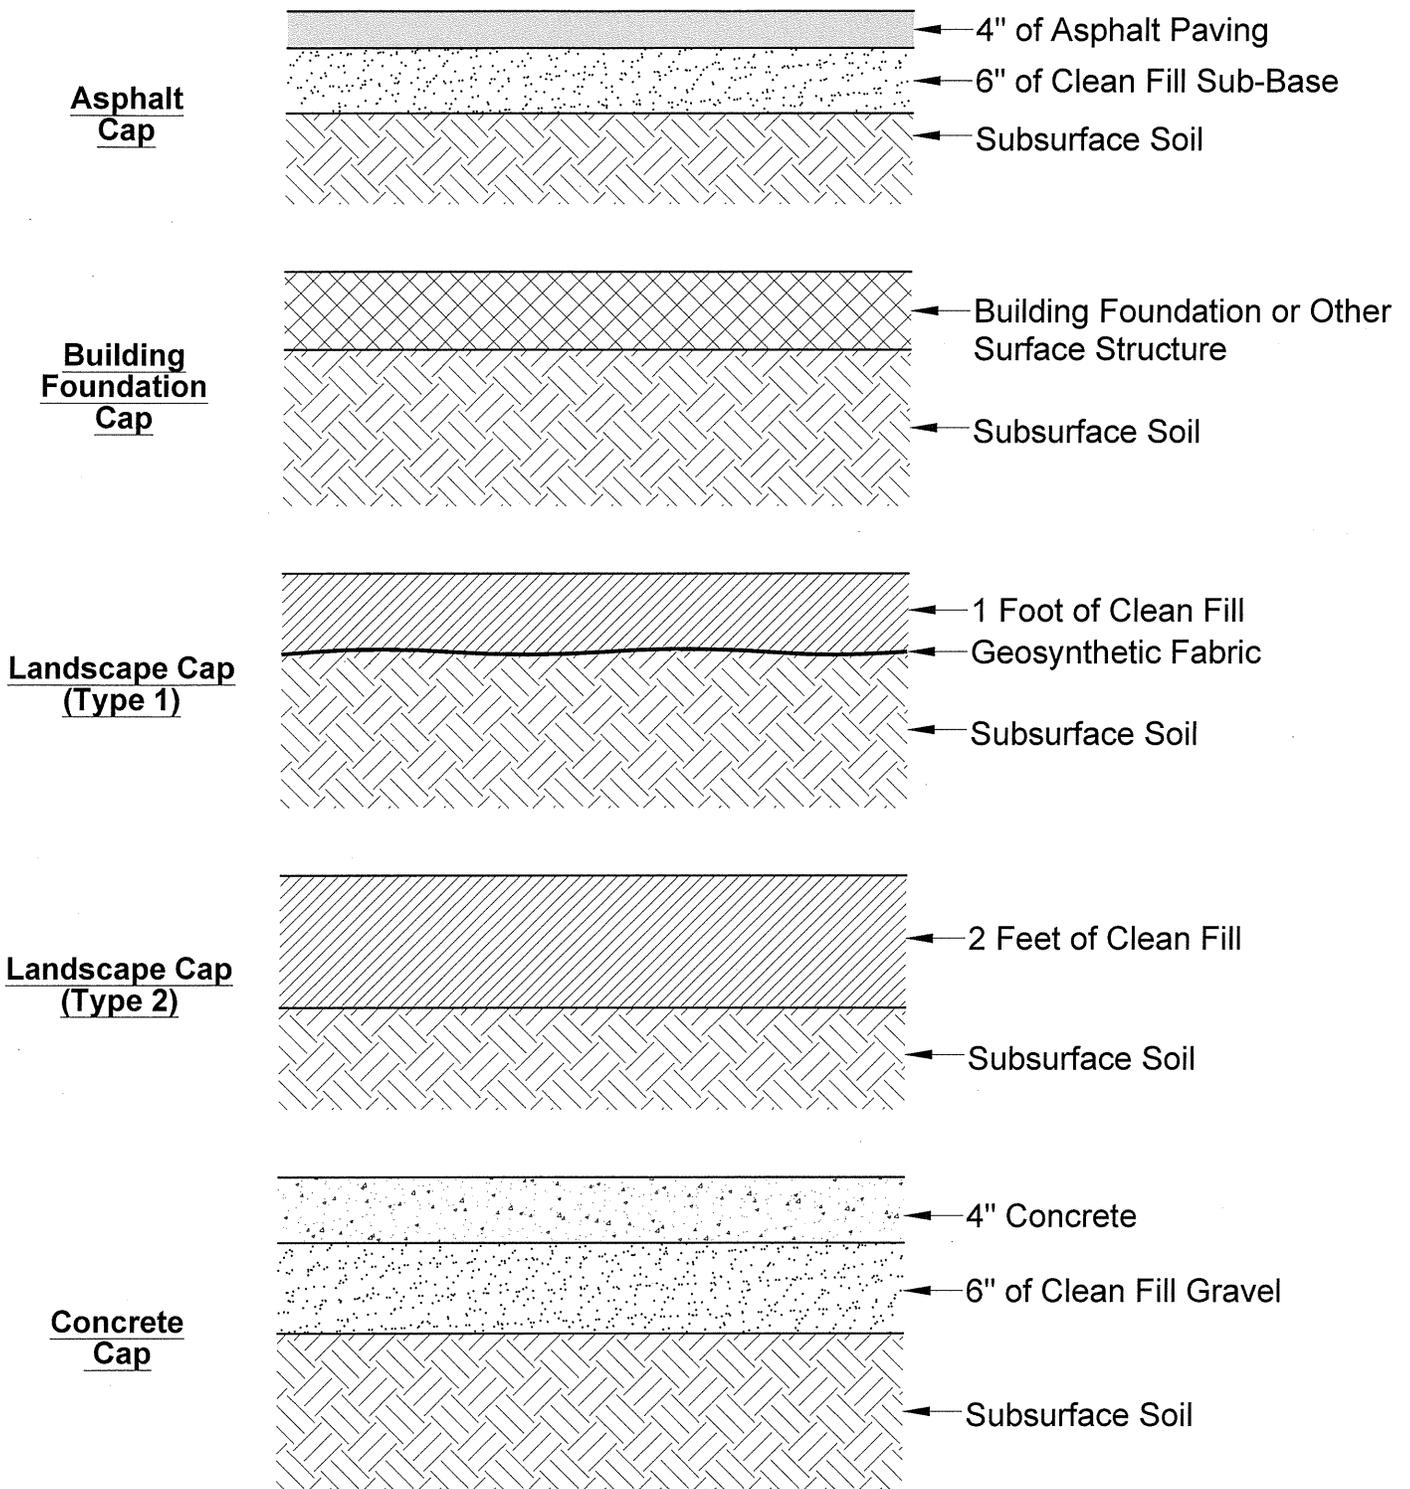 4" of Asphalt Paving
6" of Clean Fill Sub-Base
Asphalt
Cap
Subsurface Soil
Building Foundation or Other
Surface Structure
Building
Foundation
Cap
Subsurface Soil
1 Foot of Clean Fill
Geosynthetic Fabric
Landscape Cap
(Type 1)
Subsurface Soil
2 Feet of Clean Fill
Landscape Cap
(Type 2)
Subsurface Soil
4" Concrete
6" of Clean Fill Gravel
Concrete
Cap
Subsurface Soil